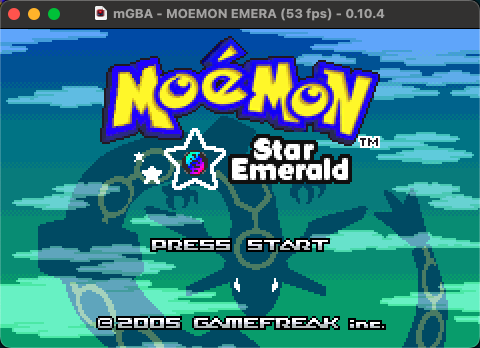 mGBA - MOEMON EMERA (53 fps) - 0.10.4
MoéMoN
TM
Star
Emerald
PRESS START
©2005 GAMEFREAK inc.